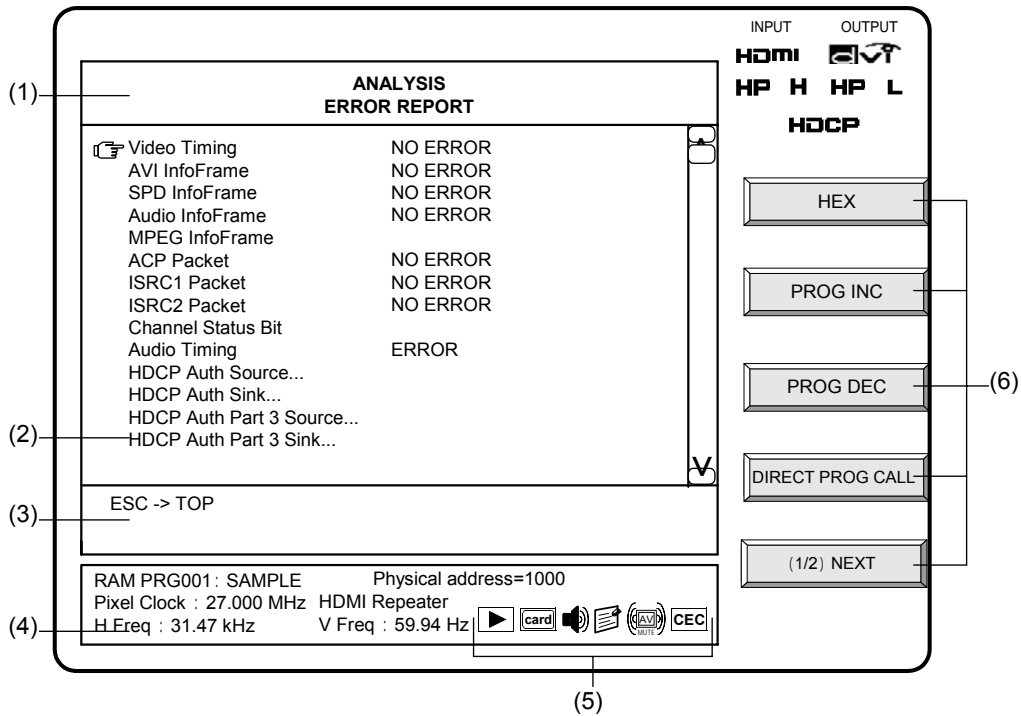 INPUT OUTPUT
HDMI DVI
HP H HP L
HDCP
(1)
ANALYSIS
ERROR REPORT
Video Timing NO ERROR
AVI InfoFrame NO ERROR
SPD InfoFrame NO ERROR
Audio InfoFrame NO ERROR
MPEG InfoFrame
ACP Packet NO ERROR
ISRC1 Packet NO ERROR
ISRC2 Packet NO ERROR
Channel Status Bit
Audio Timing ERROR
HDCP Auth Source...
HDCP Auth Sink...
HDCP Auth Part 3 Source...
(2) HDCP Auth Part 3 Sink...
V
(3) ESC -> TOP
RAM PRG001 : SAMPLE Physical address=1000
Pixel Clock : 27.000 MHz HDMI Repeater
(4) H Freq : 31.47 kHz V Freq : 59.94 Hz card AV MUTE CEC
(5)
HEX
PROG INC
PROG DEC (6)
DIRECT PROG CALL
(1/2) NEXT